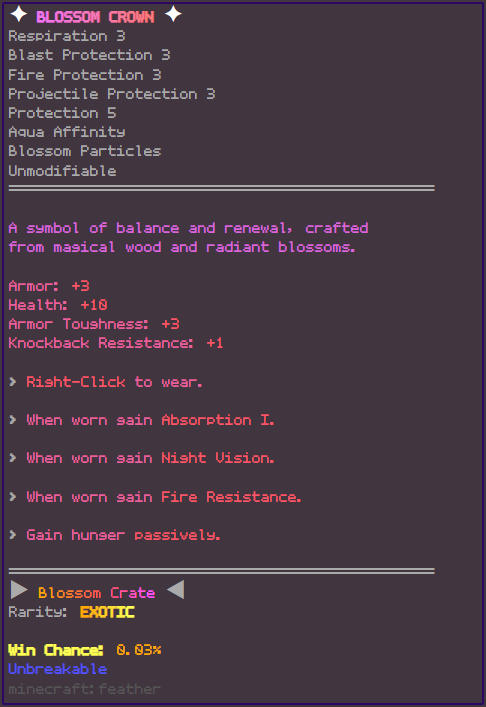 ✦ BLOSSOM CROWN ✦
Respiration 3
Blast Protection 3
Fire Protection 3
Projectile Protection 3
Protection 5
Aqua Affinity
Blossom Particles
Unmodifiable
A symbol of balance and renewal, crafted
from magical wood and radiant blossoms.
Armor: +3
Health: +10
Armor Toughness: +3
Knockback Resistance: +1
> Right-Click to wear.
> When worn gain Absorption I.
> When worn gain Night Vision.
> When worn gain Fire Resistance.
> Gain hunger passively.
▶ Blossom Crate ◀
Rarity: EXOTIC
Win Chance: 0.03%
Unbreakable
minecraft:feather